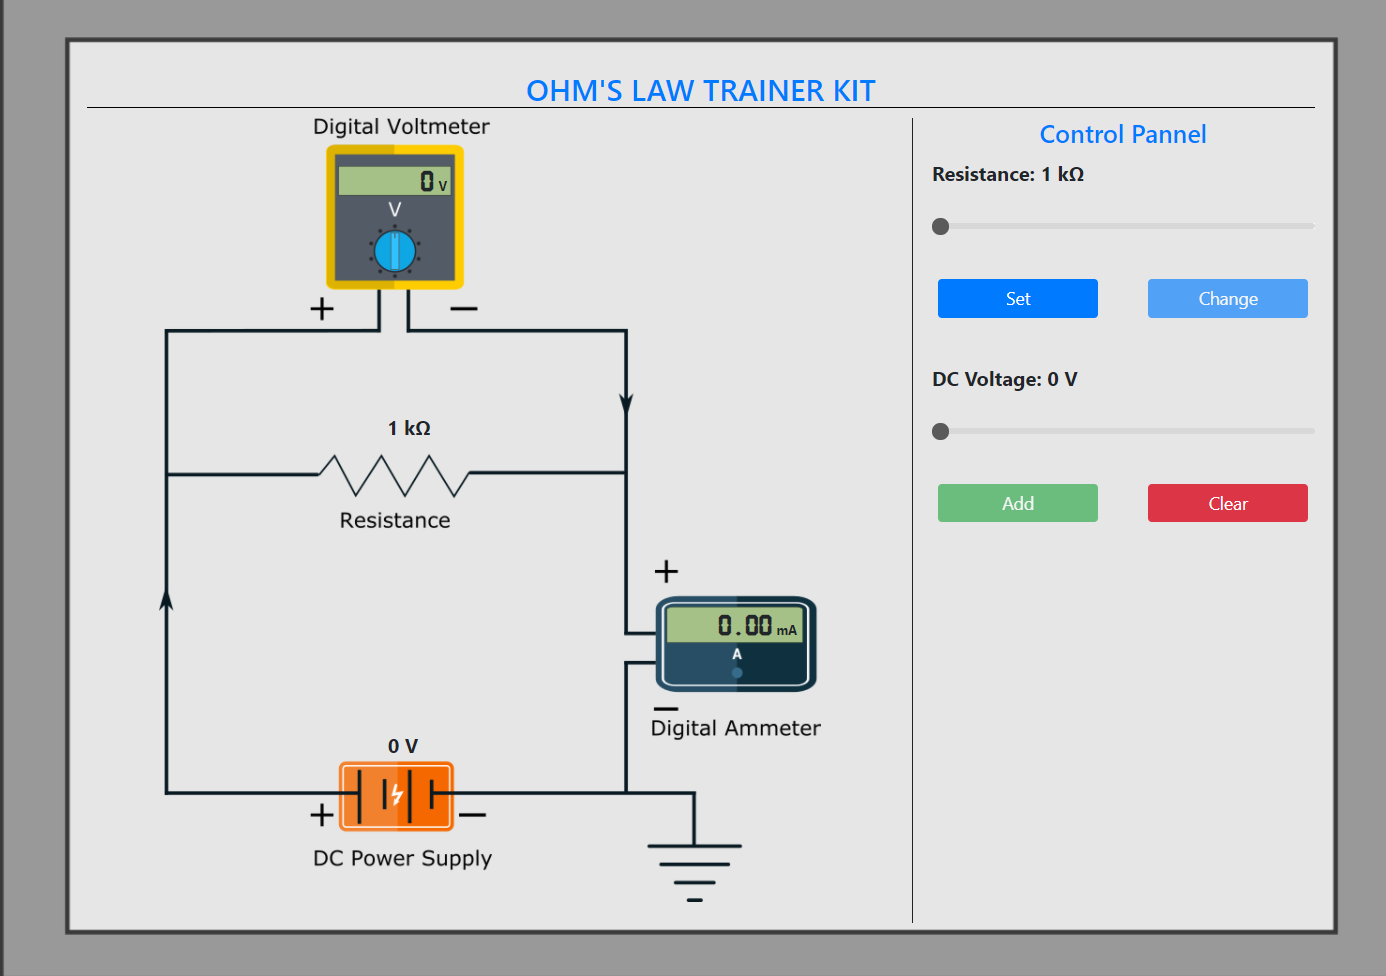 OHM'S LAW TRAINER KIT
Digital Voltmeter
0 V
V
+ −
1 kΩ
Resistance
+
0.00 mA
A
−
Digital Ammeter
0 V
+ −
DC Power Supply
Control Pannel
Resistance: 1 kΩ
Set Change
DC Voltage: 0 V
Add Clear